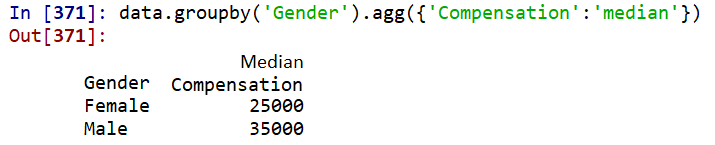 In [371]: data.groupby('Gender').agg({'Compensation':'median'})
Out[371]:
Median
Gender Compensation
Female 25000
Male 35000